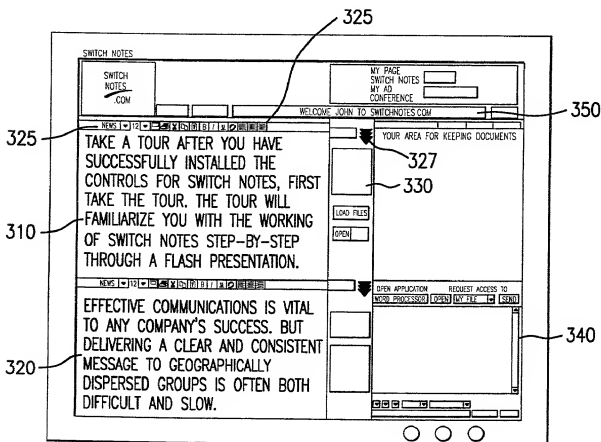 325
SWITCH NOTES
SWITCH
NOTES
.COM
MY PAGE
SWITCH NOTES
MY AD
CONFERENCE
WELCOME JOHN TO SWITCHNOTES.COM
350
325
NEWS 12 B I
327
YOUR AREA FOR KEEPING DOCUMENTS
TAKE A TOUR AFTER YOU HAVE
SUCCESSFULLY INSTALLED THE
CONTROLS FOR SWITCH NOTES, FIRST
TAKE THE TOUR. THE TOUR WILL
FAMILIARIZE YOU WITH THE WORKING
OF SWITCH NOTES STEP-BY-STEP
THROUGH A FLASH PRESENTATION.
310
330
LOAD FILES
OPEN
NEWS 12 B I
OPEN APPLICATION REQUEST ACCESS TO
WORD PROCESSOR OPEN MY FILE SEND
EFFECTIVE COMMUNICATIONS IS VITAL
TO ANY COMPANY'S SUCCESS. BUT
DELIVERING A CLEAR AND CONSISTENT
MESSAGE TO GEOGRAPHICALLY
DISPERSED GROUPS IS OFTEN BOTH
DIFFICULT AND SLOW.
320
340